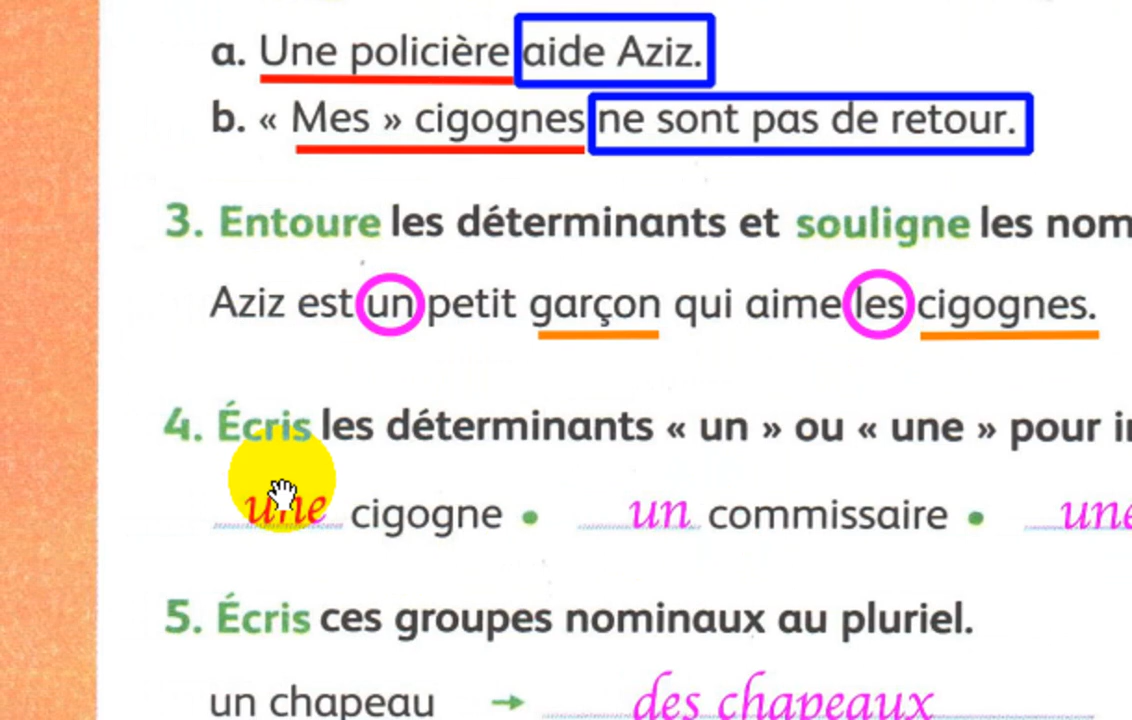 a. Une policière aide Aziz.
b. « Mes » cigognes ne sont pas de retour.
3. Entoure les déterminants et souligne les nom
Aziz est un petit garçon qui aime les cigognes.
4. Écris les déterminants « un » ou « une » pour
une cigogne • un commissaire • une
5. Écris ces groupes nominaux au pluriel.
un chapeau → des chapeaux